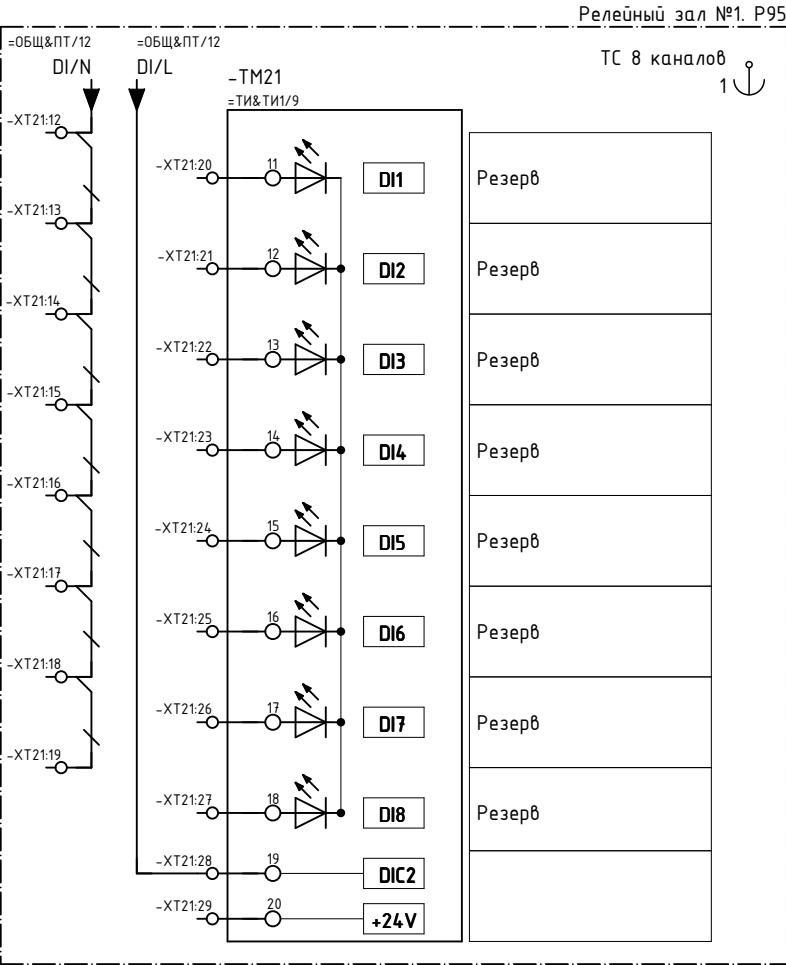 Релейный зал №1. Р95
=ОБЩ&ПТ/12
=ОБЩ&ПТ/12
DI/N
DI/L
ТС 8 каналов
1
-TM21
=ТИ&ТИ1/9
-XT21:12
-XT21:13
-XT21:14
-XT21:15
-XT21:16
-XT21:17
-XT21:18
-XT21:19
-XT21:20 11 DI1 Резерв
-XT21:21 12 DI2 Резерв
-XT21:22 13 DI3 Резерв
-XT21:23 14 DI4 Резерв
-XT21:24 15 DI5 Резерв
-XT21:25 16 DI6 Резерв
-XT21:26 17 DI7 Резерв
-XT21:27 18 DI8 Резерв
-XT21:28 19 DIC2
-XT21:29 20 +24V